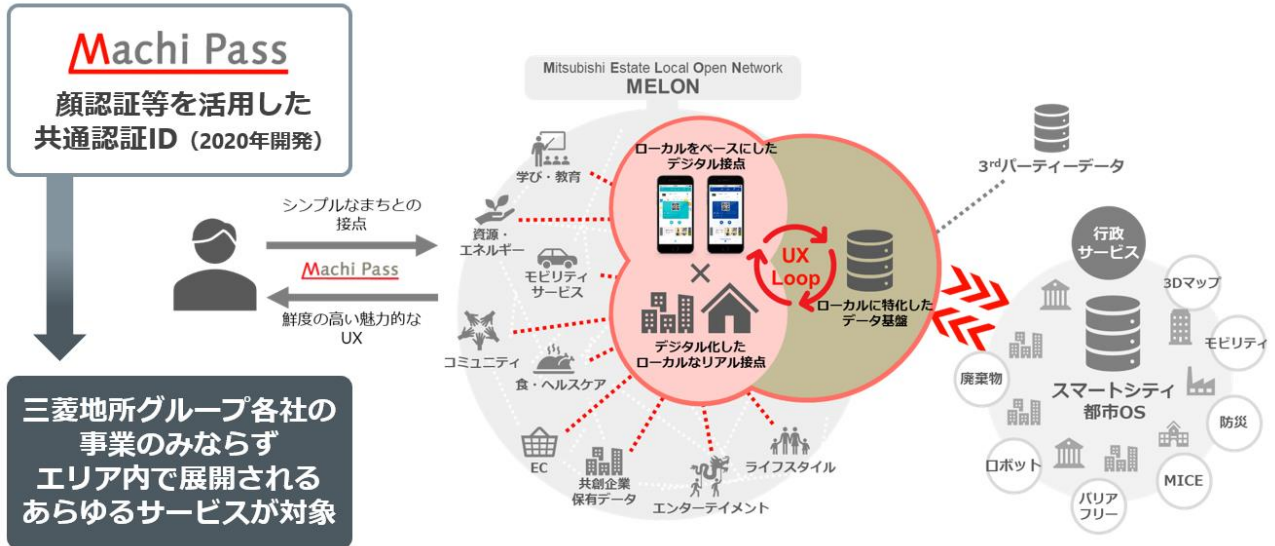 Machi Pass
顔認証等を活用した
共通認証ID（2020年開発）
シンプルなまちとの
接点
Machi Pass
鮮度の高い魅力的な
UX
三菱地所グループ各社の
事業のみならず
エリア内で展開される
あらゆるサービスが対象
Mitsubishi Estate Local Open Network
MELON
学び・教育
資源・
エネルギー
モビリティ
サービス
コミュニティ
食・ヘルスケア
EC
共創企業
保有データ
エンターテイメント
ライフスタイル
ローカルをベースにした
デジタル接点
×
デジタル化した
ローカルなリアル接点
UX
Loop
ローカルに特化した
データ基盤
3rdパーティーデータ
行政
サービス
3Dマップ
モビリティ
防災
MICE
バリア
フリー
ロボット
廃棄物
スマートシティ
都市OS